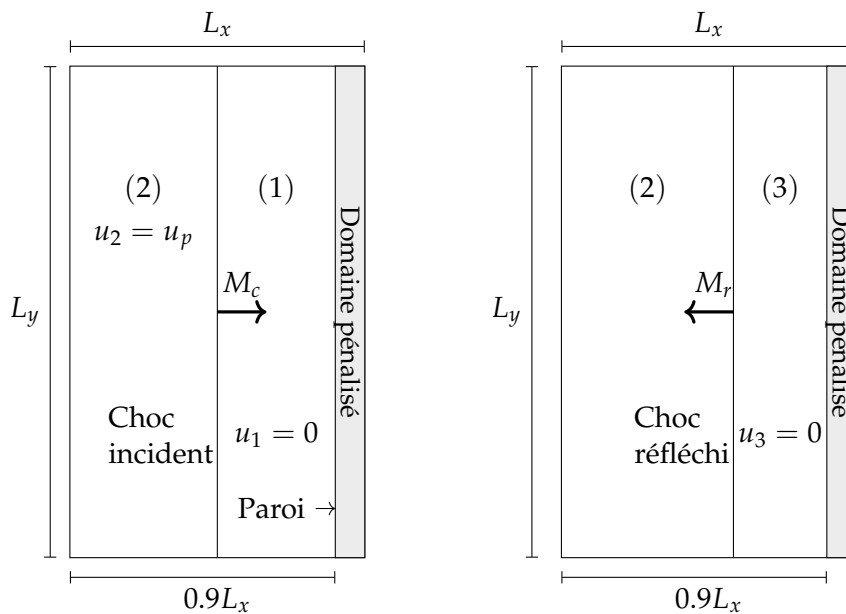 L_x
(2)
(1)
u_2 = u_p
M_c
L_y
Choc
incident
u_1 = 0
Paroi →
Domaine pénalisé
0.9L_x
L_x
(2)
(3)
M_r
L_y
Choc
réfléchi
u_3 = 0
Domaine pénalisé
0.9L_x